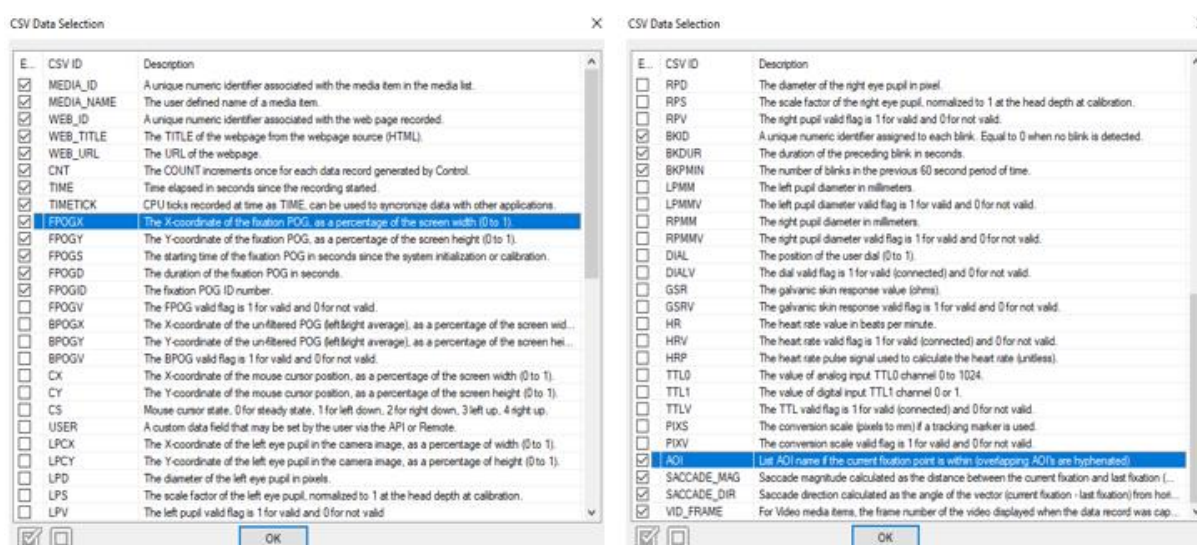 CSV Data Selection
E... CSV ID Description
MEDIA_ID A unique numeric identifier associated with the media item in the media list.
MEDIA_NAME The user defined name of a media item.
WEB_ID A unique numeric identifier associated with the web page recorded.
WEB_TITLE The TITLE of the webpage from the webpage source (HTML).
WEB_URL The URL of the webpage.
CNT The COUNT increments once for each data record generated by Control.
TIME Time elapsed in seconds since the recording started.
TIMETICK CPU ticks recorded at time as TIME, can be used to syncronize data with other applications.
FPOGX The X-coordinate of the fixation POG, as a percentage of the screen width (0 to 1).
FPOGY The Y-coordinate of the fixation POG, as a percentage of the screen height (0 to 1).
FPOGS The starting time of the fixation POG in seconds since the system initialization or calibration.
FPOGD The duration of the fixation POG in seconds.
FPOGID The fixation POG ID number.
FPOGV The FPOG valid flag is 1 for valid and 0 for not valid.
BPOGX The X-coordinate of the un-filtered POG (left&right average), as a percentage of the screen wid...
BPOGY The Y-coordinate of the un-filtered POG (left&right average), as a percentage of the screen hei...
BPOGV The BPOG valid flag is 1 for valid and 0 for not valid.
CX The X-coordinate of the mouse cursor position, as a percentage of the screen width (0 to 1).
CY The Y-coordinate of the mouse cursor position, as a percentage of the screen height (0 to 1).
CS Mouse cursor state, 0 for steady state, 1 for left down, 2 for right down, 3 left up, 4 right up.
USER A custom data field that may be set by the user via the API or Remote.
LPCX The X-coordinate of the left eye pupil in the camera image, as a percentage of width (0 to 1).
LPCY The Y-coordinate of the left eye pupil in the camera image, as a percentage of height (0 to 1).
LPD The diameter of the left eye pupil in pixels.
LPS The scale factor of the left eye pupil, normalized to 1 at the head depth at calibration.
LPV The left pupil valid flag is 1 for valid and 0 for not valid
OK
CSV Data Selection
E... CSV ID Description
RPD The diameter of the right eye pupil in pixel.
RPS The scale factor of the right eye pupil, normalized to 1 at the head depth at calibration.
RPV The right pupil valid flag is 1 for valid and 0 for not valid.
BKID A unique numeric identifier assigned to each blink. Equal to 0 when no blink is detected.
BKDUR The duration of the preceding blink in seconds.
BKPMIN The number of blinks in the previous 60 second period of time.
LPMM The left pupil diameter in millimeters.
LPMMV The left pupil diameter valid flag is 1 for valid and 0 for not valid.
RPMM The right pupil diameter in millimeters.
RPMMV The right pupil diameter valid flag is 1 for valid and 0 for not valid.
DIAL The position of the user dial (0 to 1).
DIALV The dial valid flag is 1 for valid (connected) and 0 for not valid.
GSR The galvanic skin response value (ohms).
GSRV The galvanic skin response valid flag is 1 for valid and 0 for not valid.
HR The heart rate value in beats per minute.
HRV The heart rate valid flag is 1 for valid (connected) and 0 for not valid.
HRP The heart rate pulse signal used to calculate the heart rate (unitless).
TTL0 The value of analog input TTL0 channel 0 to 1024.
TTL1 The value of digital input TTL1 channel 0 or 1.
TTLV The TTL valid flag is 1 for valid (connected) and 0 for not valid.
PIXS The conversion scale (pixels to mm) if a tracking marker is used.
PIXV The conversion scale valid flag is 1 for valid and 0 for not valid.
AOI List AOI name if the current fixation point is within (overlapping AOI's are hyphenated)
SACCADE_MAG Saccade magnitude calculated as the distance between the current fixation and last fixation (...
SACCADE_DIR Saccade direction calculated as the angle of the vector (current fixation - last fixation) from hori...
VID_FRAME For Video media items, the frame number of the video displayed when the data record was cap...
OK